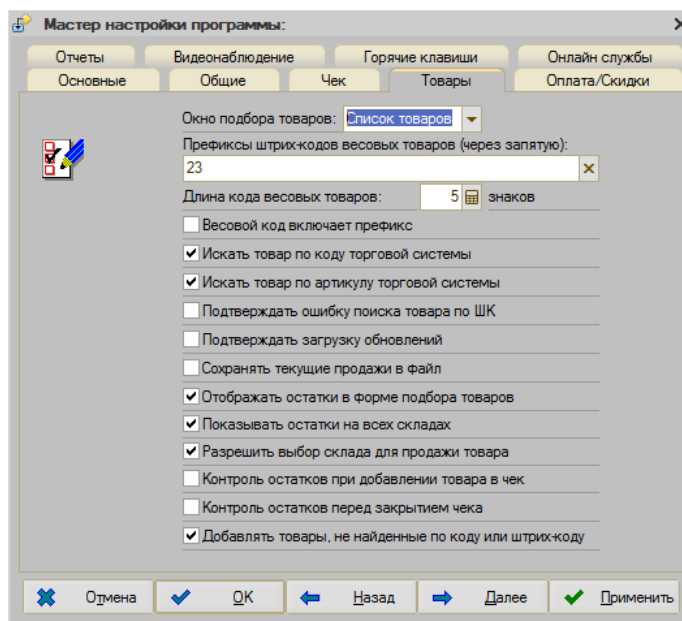 Мастер настройки программы:
Отчеты Видеонаблюдение Горячие клавиши Онлайн службы
Основные Общие Чек Товары Оплата/Скидки
Окно подбора товаров: Список товаров
Префиксы штрих-кодов весовых товаров (через запятую):
23
Длина кода весовых товаров: 5 знаков
Весовой код включает префикс
Искать товар по коду торговой системы
Искать товар по артикулу торговой системы
Подтверждать ошибку поиска товара по ШК
Подтверждать загрузку обновлений
Сохранять текущие продажи в файл
Отображать остатки в форме подбора товаров
Показывать остатки на всех складах
Разрешить выбор склада для продажи товара
Контроль остатков при добавлении товара в чек
Контроль остатков перед закрытием чека
Добавлять товары, не найденные по коду или штрих-коду
Отмена OK Назад Далее Применить